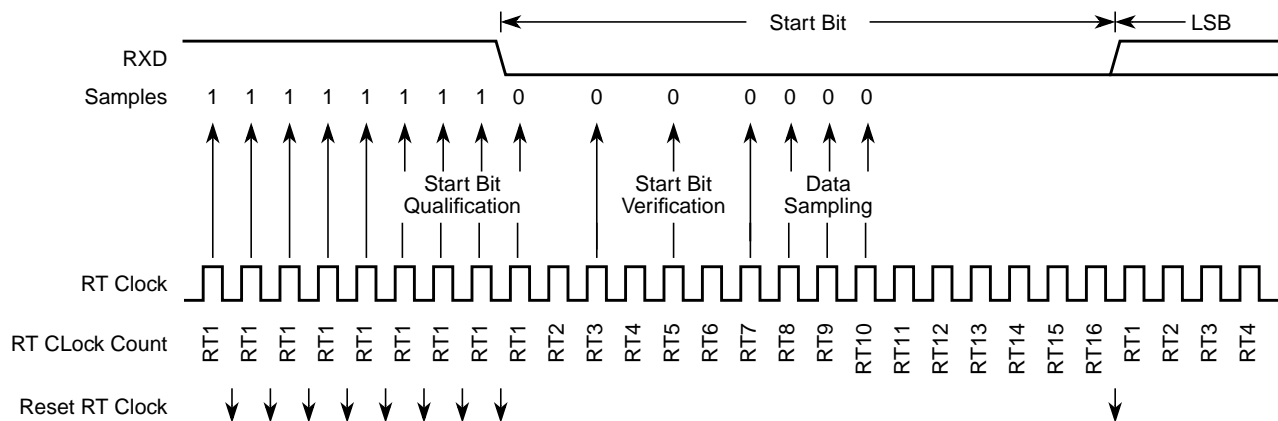 Start Bit LSB
RXD
Samples 1 1 1 1 1 1 1 1 0 0 0 0 0 0 0
Start Bit Qualification
Start Bit Verification
Data Sampling
RT Clock
RT CLock Count RT1 RT1 RT1 RT1 RT1 RT1 RT1 RT1 RT1 RT2 RT3 RT4 RT5 RT6 RT7 RT8 RT9 RT10 RT11 RT12 RT13 RT14 RT15 RT16 RT1 RT2 RT3 RT4
Reset RT Clock